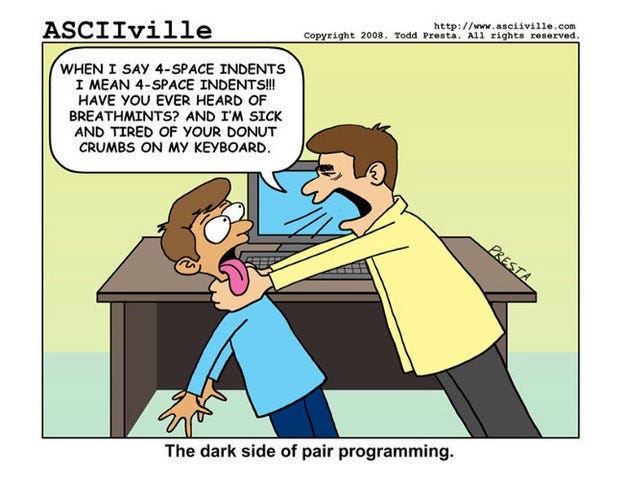 ASCIIville
http://www.asciiville.com
Copyright 2008. Todd Presta. All rights reserved.
WHEN I SAY 4-SPACE INDENTS
I MEAN 4-SPACE INDENTS!!!
HAVE YOU EVER HEARD OF
BREATHMINTS? AND I'M SICK
AND TIRED OF YOUR DONUT
CRUMBS ON MY KEYBOARD.
PRESTA
The dark side of pair programming.